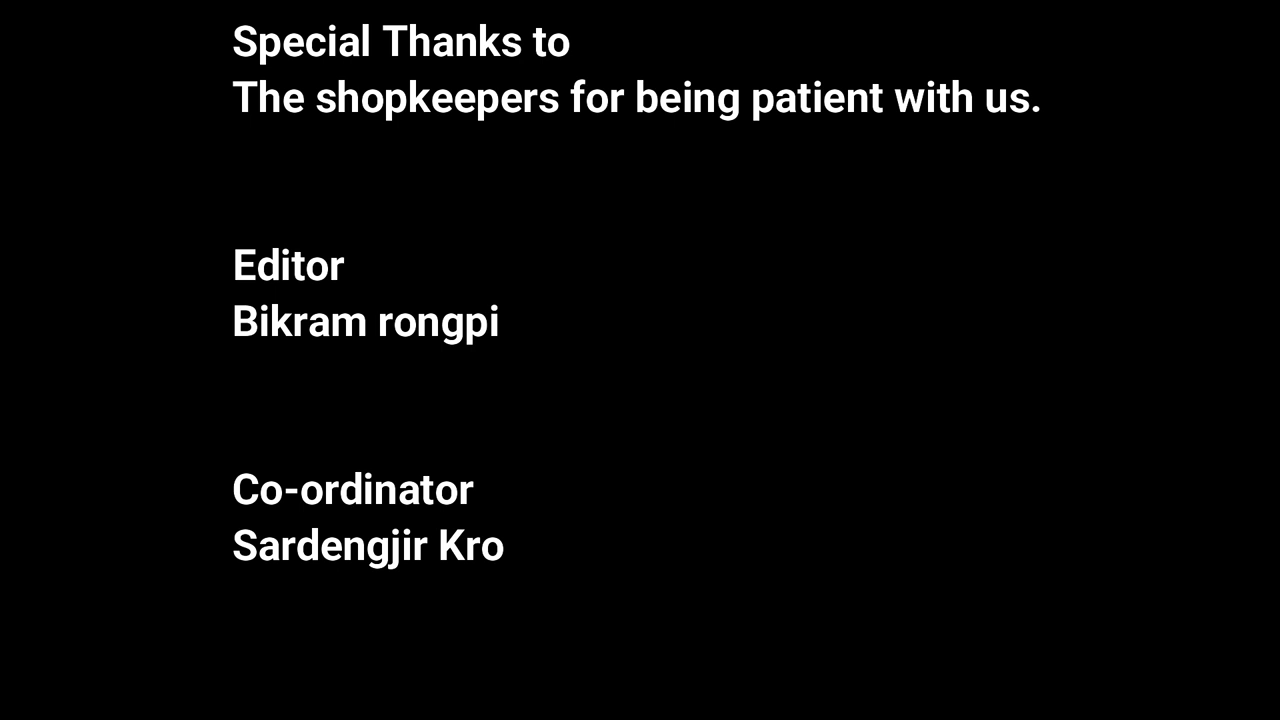 Special Thanks to
The shopkeepers for being patient with us.
Editor
Bikram rongpi
Co-ordinator
Sardengjir Kro